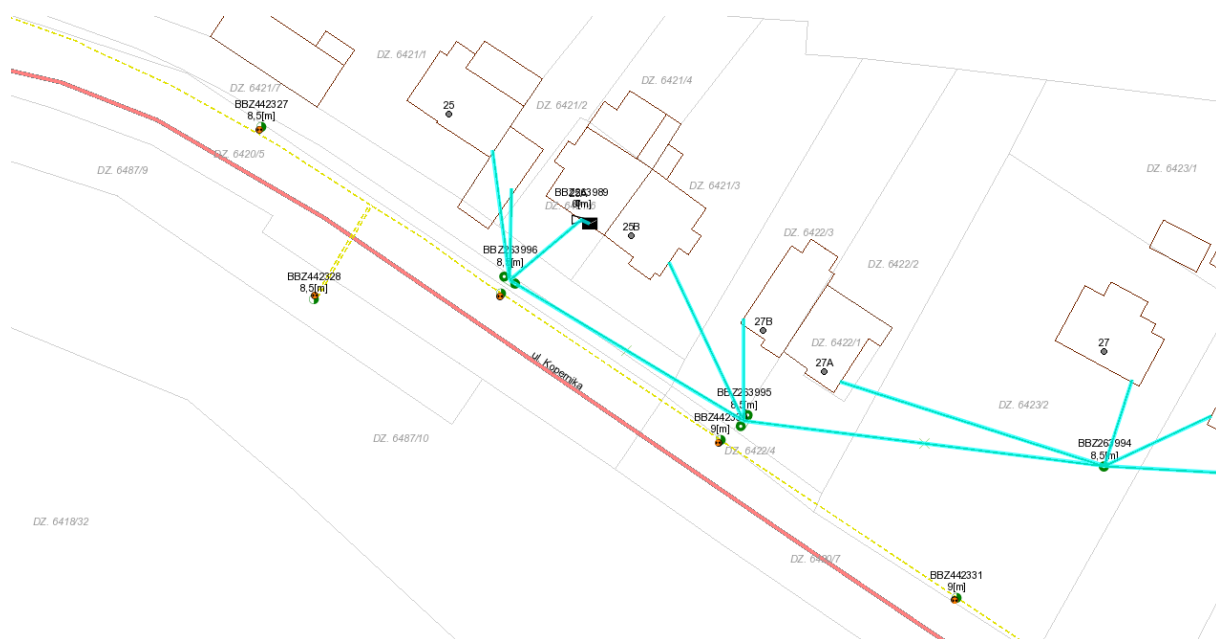 DZ. 6421/1
DZ. 6421/4
DZ. 6421/7
BBZ442327
8,5[m]
25
DZ. 6421/2
DZ. 6420/5
DZ. 6487/9
DZ. 6423/1
DZ. 6421/3
25B
DZ. 6422/3
BBZ263996
DZ. 6422/2
BBZ442328
8,5[m]
27B
DZ. 6422/1
27
27A
ul. Kopernika
BBZ263995
8,5[m]
DZ. 6423/2
9[m]
DZ. 6487/10
DZ. 6422/4
BBZ263994
8,5[m]
DZ. 6418/32
BBZ442331
9[m]